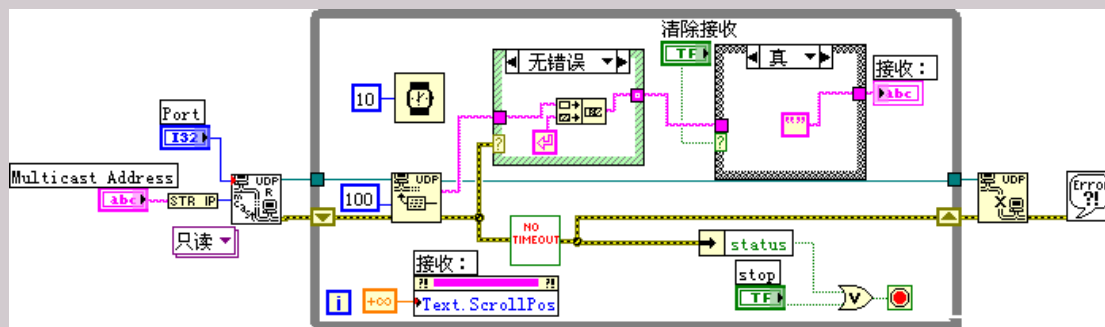 清除接收
TF
无错误
真
接收：
abc
10
Port
I32
Multicast Address
abc
STR IP
UDP
R
mcast
只读
UDP
100
NO
TIMEOUT
status
UDP
X
Error
?!
接收：
?! ?!
Text.ScrollPos
+∞
i
stop
TF
V